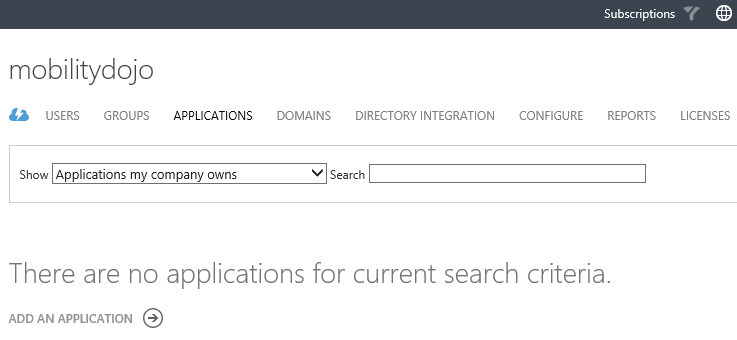 Subscriptions
mobilitydojo
USERS GROUPS APPLICATIONS DOMAINS DIRECTORY INTEGRATION CONFIGURE REPORTS LICENSES
Show Applications my company owns Search
There are no applications for current search criteria.
ADD AN APPLICATION